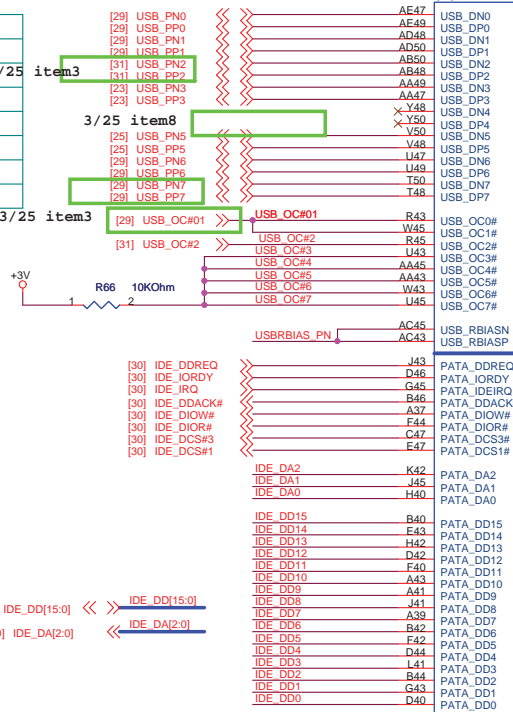 [29] USB_PN0 AE47 USB_DN0
[29] USB_PP0 AE49 USB_DP0
[29] USB_PN1 AD48 USB_DN1
[29] USB_PP1 AD50 USB_DP1
[31] USB_PN2 AB50 USB_DN2
/25 item3
[31] USB_PP2 AB48 USB_DP2
[23] USB_PN3 AA49 USB_DN3
[23] USB_PP3 AA47 USB_DP3
Y48 USB_DN4
3/25 item8
Y50 USB_DP4
[25] USB_PN5 V50 USB_DN5
[25] USB_PP5 V48 USB_DP5
[29] USB_PN6 U47 USB_DN6
[29] USB_PP6 U49 USB_DP6
[29] USB_PN7 T50 USB_DN7
[29] USB_PP7 T48 USB_DP7
3/25 item3
[29] USB_OC#01 USB_OC#01 R43 USB_OC0#
W45 USB_OC1#
[31] USB_OC#2 USB_OC#2 R45 USB_OC2#
USB_OC#3 U43 USB_OC3#
USB_OC#4 AA45 USB_OC4#
USB_OC#5 AA43 USB_OC5#
USB_OC#6 W43 USB_OC6#
USB_OC#7 U45 USB_OC7#
+3V
R66 10KOhm
1 2
AC45 USB_RBIASN
USBRBIAS_PN AC43 USB_RBIASP
[30] IDE_DDREQ J43 PATA_DDREQ
[30] IDE_IORDY D46 PATA_IORDY
[30] IDE_IRQ G45 PATA_IDEIRQ
[30] IDE_DDACK# B46 PATA_DDACK
[30] IDE_DIOW# A37 PATA_DIOW#
[30] IDE_DIOR# F44 PATA_DIOR#
[30] IDE_DCS#3 C47 PATA_DCS3#
[30] IDE_DCS#1 E47 PATA_DCS1#
IDE_DA2 K42 PATA_DA2
IDE_DA1 J45 PATA_DA1
IDE_DA0 H40 PATA_DA0
IDE_DD15 B40 PATA_DD15
IDE_DD14 E43 PATA_DD14
IDE_DD13 H42 PATA_DD13
IDE_DD12 D42 PATA_DD12
IDE_DD11 F40 PATA_DD11
IDE_DD10 A43 PATA_DD10
IDE_DD9 A41 PATA_DD9
IDE_DD8 J41 PATA_DD8
IDE_DD7 A39 PATA_DD7
IDE_DD6 B42 PATA_DD6
IDE_DD5 F42 PATA_DD5
IDE_DD4 D44 PATA_DD4
IDE_DD3 L41 PATA_DD3
IDE_DD2 B44 PATA_DD2
IDE_DD1 G43 PATA_DD1
IDE_DD0 D40 PATA_DD0
IDE_DD[15:0] IDE_DD[15:0]
] IDE_DA[2:0] IDE_DA[2:0]